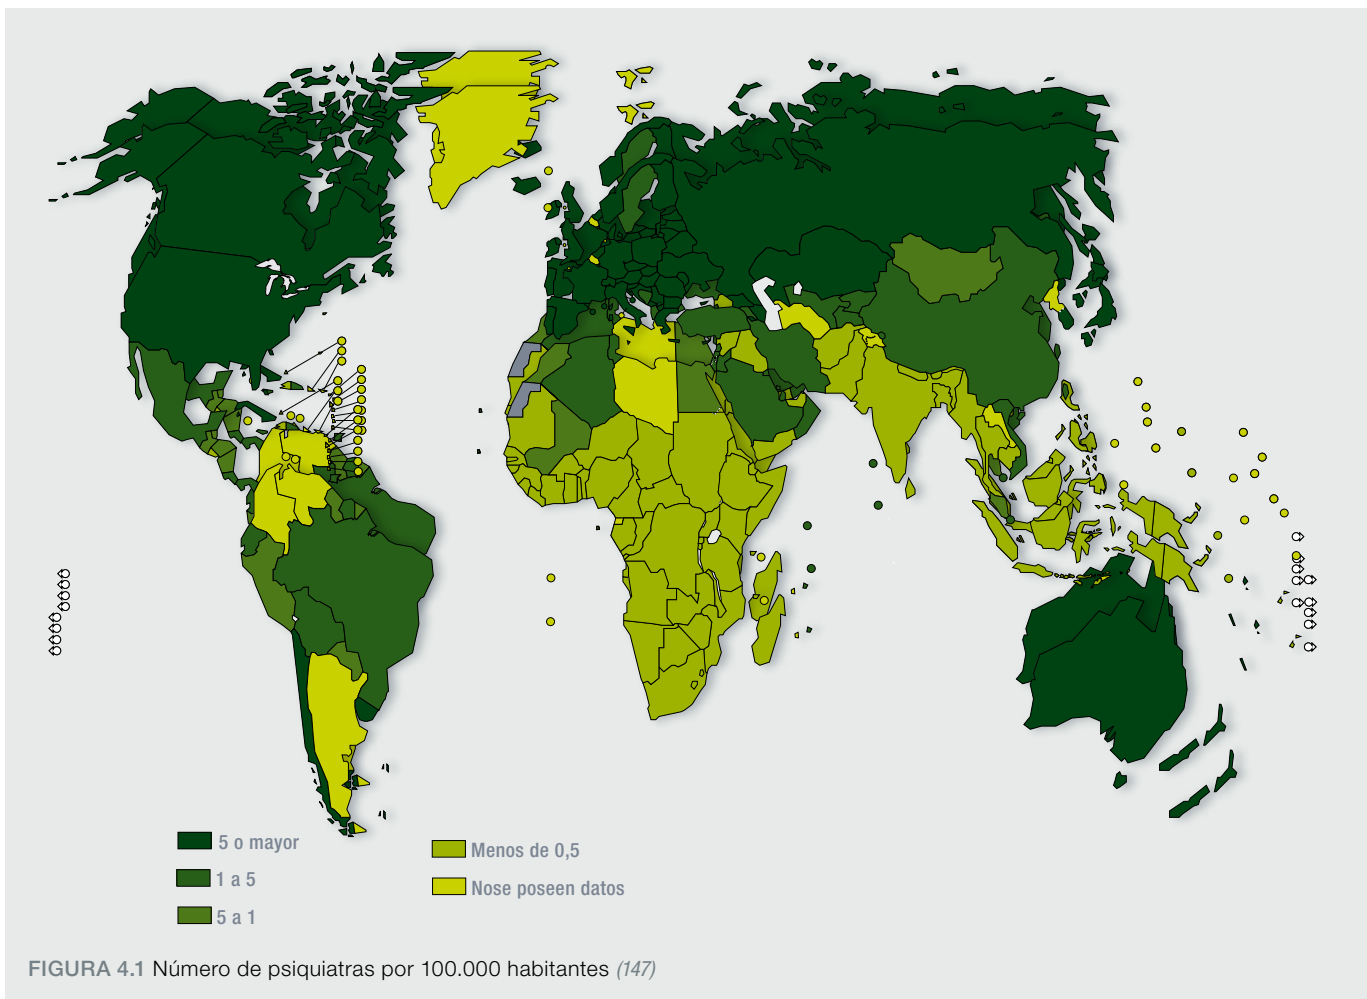 5 o mayor
1 a 5
5 a 1
Menos de 0,5
Nose poseen datos
FIGURA 4.1 Número de psiquiatras por 100.000 habitantes (147)